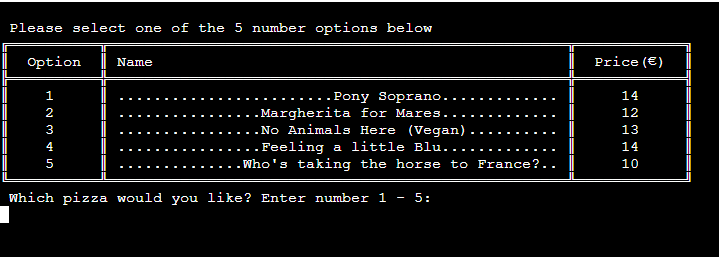 Please select one of the 5 number options below
Option Name Price(€)
1 ........................Pony Soprano............. 14
2 ................Margherita for Mares............. 12
3 ................No Animals Here (Vegan).......... 13
4 ................Feeling a little Blu............. 14
5 ..............Who's taking the horse to France?.. 10
Which pizza would you like? Enter number 1 - 5: